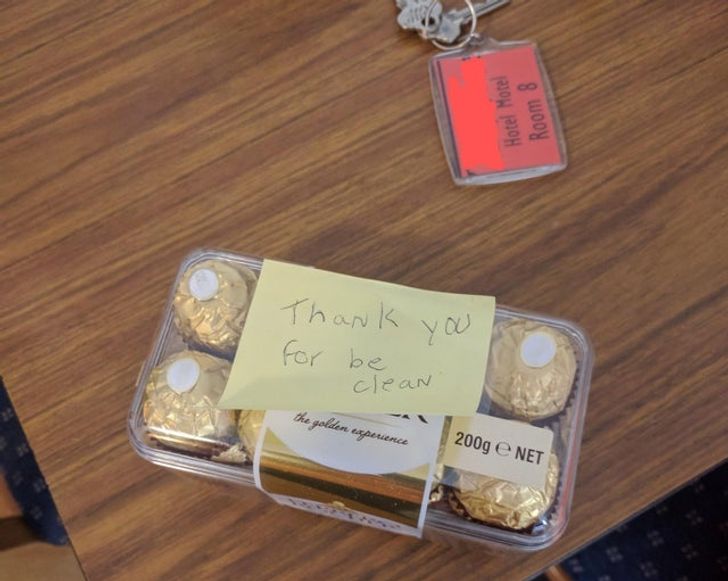 Hotel Motel
Room 8
Thank you
for be
clean
the golden experience
200g e NET